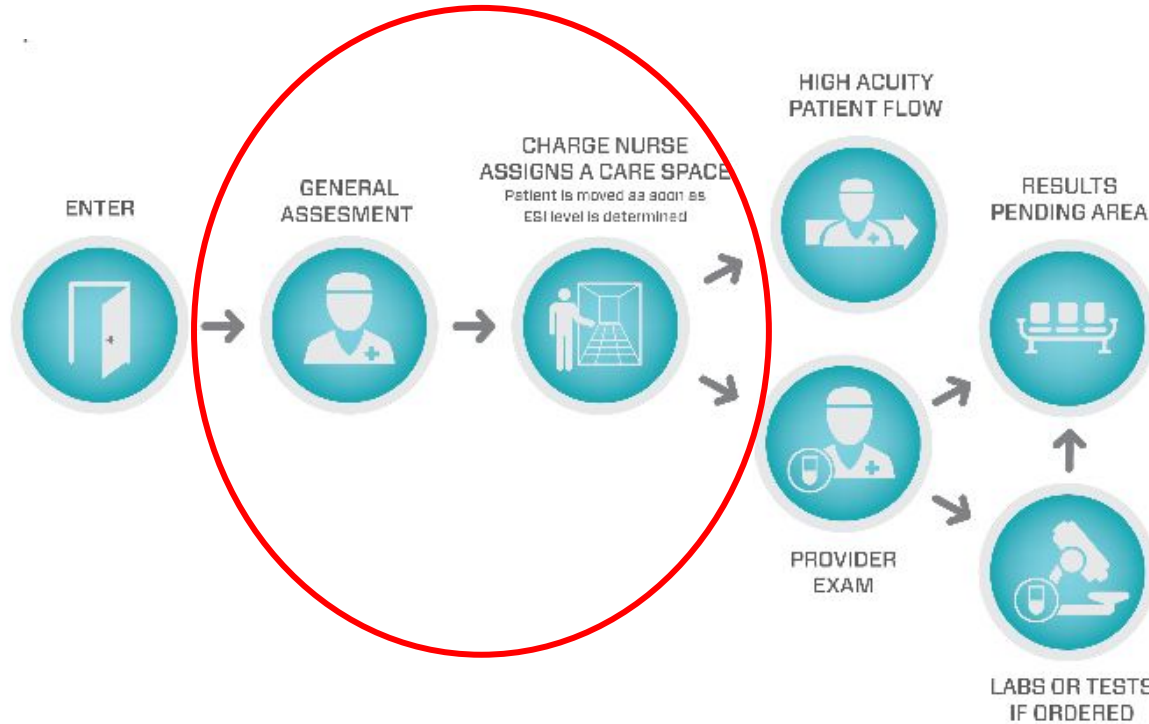 ENTER
GENERAL
ASSESMENT
CHARGE NURSE
ASSIGNS A CARE SPACE
Patient is moved as soon as
ESI level is determined
HIGH ACUITY
PATIENT FLOW
PROVIDER
EXAM
RESULTS
PENDING AREA
LABS OR TESTS
IF ORDERED